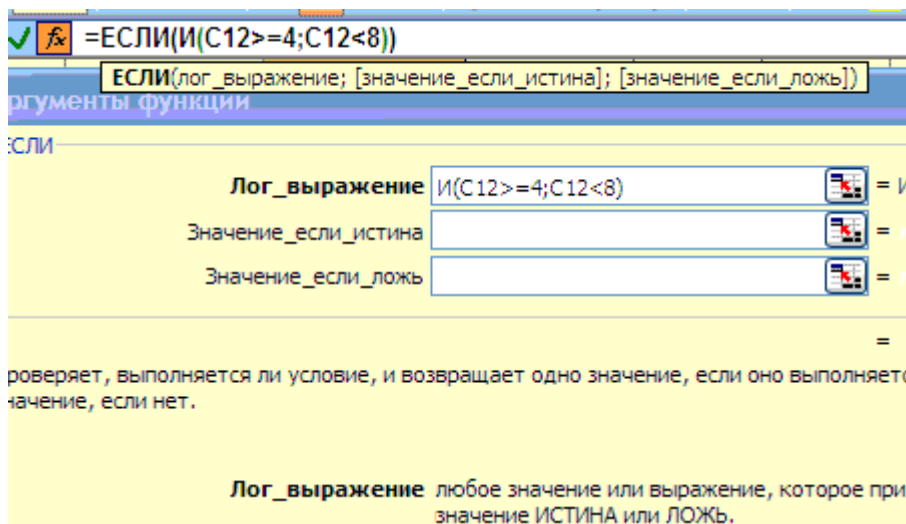 fx =ЕСЛИ(И(C12>=4;C12<8))
ЕСЛИ(лог_выражение; [значение_если_истина]; [значение_если_ложь])
ргументы функции
ЕСЛИ
Лог_выражение И(C12>=4;C12<8) = И
Значение_если_истина =
Значение_если_ложь =
=
роверяет, выполняется ли условие, и возвращает одно значение, если оно выполняетс
начение, если нет.
Лог_выражение любое значение или выражение, которое при
значение ИСТИНА или ЛОЖЬ.